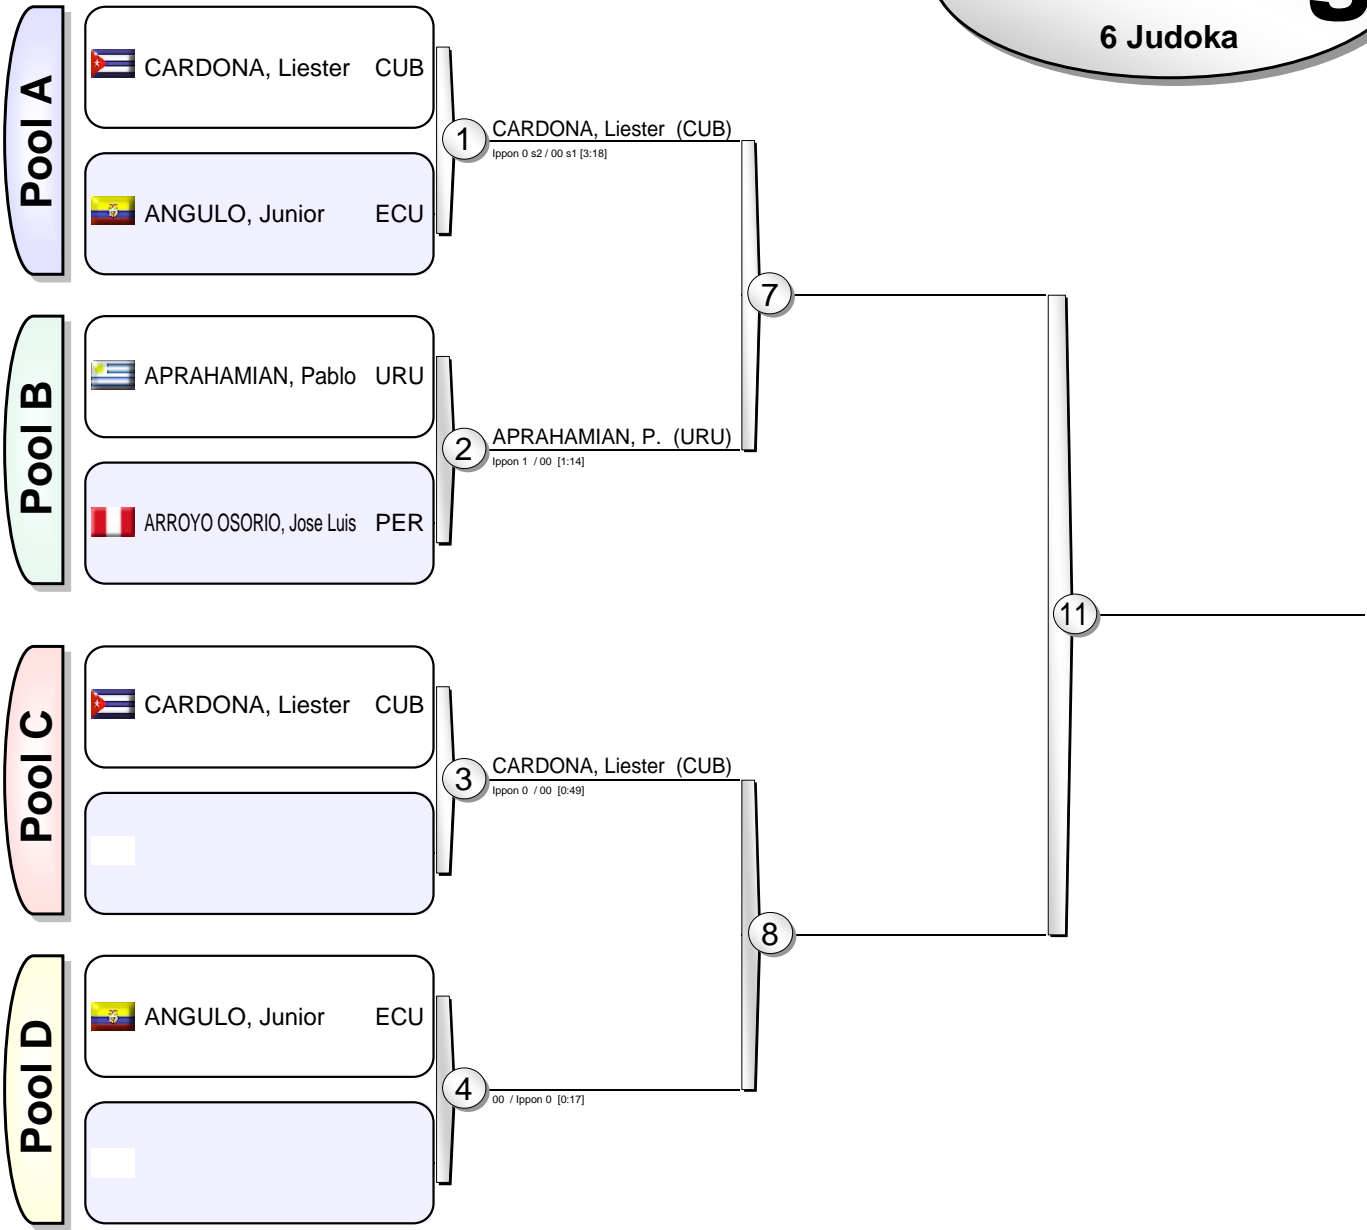 6 Judoka
Pool A
CARDONA, Liester CUB
ANGULO, Junior ECU
1
CARDONA, Liester (CUB)
Ippon 0 s2 / 00 s1 [3:18]
7
Pool B
APRAHAMIAN, Pablo URU
ARROYO OSORIO, Jose Luis PER
2
APRAHAMIAN, P. (URU)
Ippon 1 / 00 [1:14]
11
Pool C
CARDONA, Liester CUB
3
CARDONA, Liester (CUB)
Ippon 0 / 00 [0:49]
8
Pool D
ANGULO, Junior ECU
4
00 / Ippon 0 [0:17]